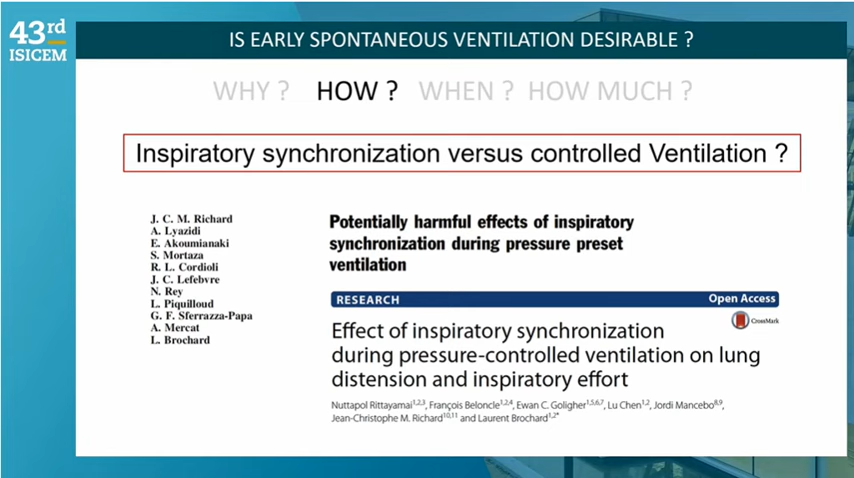 43rd
ISICEM
IS EARLY SPONTANEOUS VENTILATION DESIRABLE ?
WHY ? HOW ? WHEN ? HOW MUCH ?
Inspiratory synchronization versus controlled Ventilation ?
J. C. M. Richard
A. Lyazidi
E. Akoumianaki
S. Mortaza
R. L. Cordioli
J. C. Lefebvre
N. Rey
L. Piquilloud
G. F. Sferrazza-Papa
A. Mercat
L. Brochard
Potentially harmful effects of inspiratory
synchronization during pressure preset
ventilation
RESEARCH Open Access
CrossMark
Effect of inspiratory synchronization
during pressure-controlled ventilation on lung
distension and inspiratory effort
Nuttapol Rittayamai1,2,3, François Beloncle1,2,4, Ewan C. Goligher1,5,6,7, Lu Chen1,2, Jordi Mancebo8,9,
Jean-Christophe M. Richard10,11 and Laurent Brochard1,2*